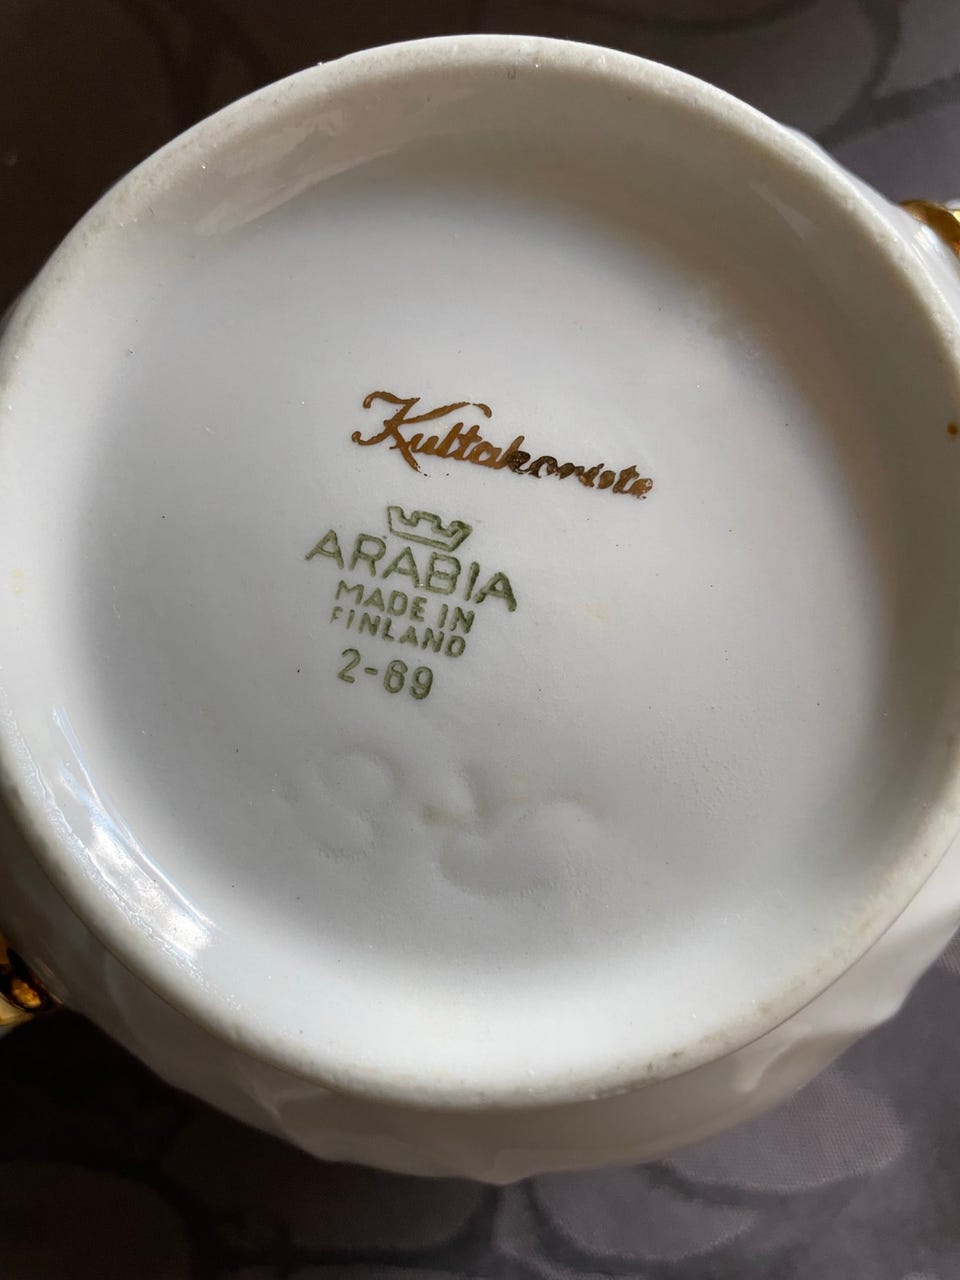 Kultakoriste
ARABIA
MADE IN
FINLAND
2-69